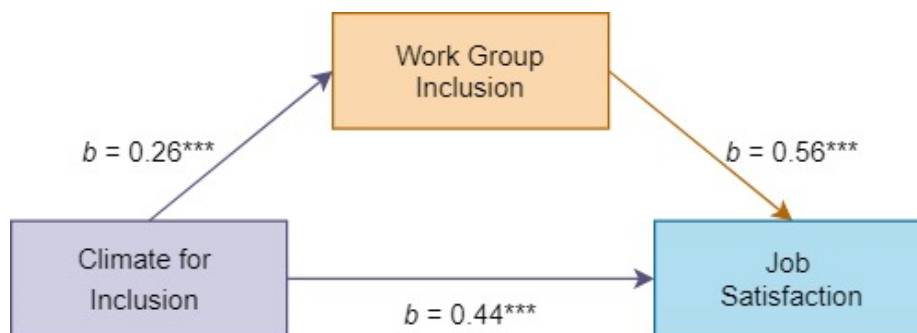 Work Group
Inclusion
b = 0.26***
b = 0.56***
Climate for
Inclusion
Job
Satisfaction
b = 0.44***